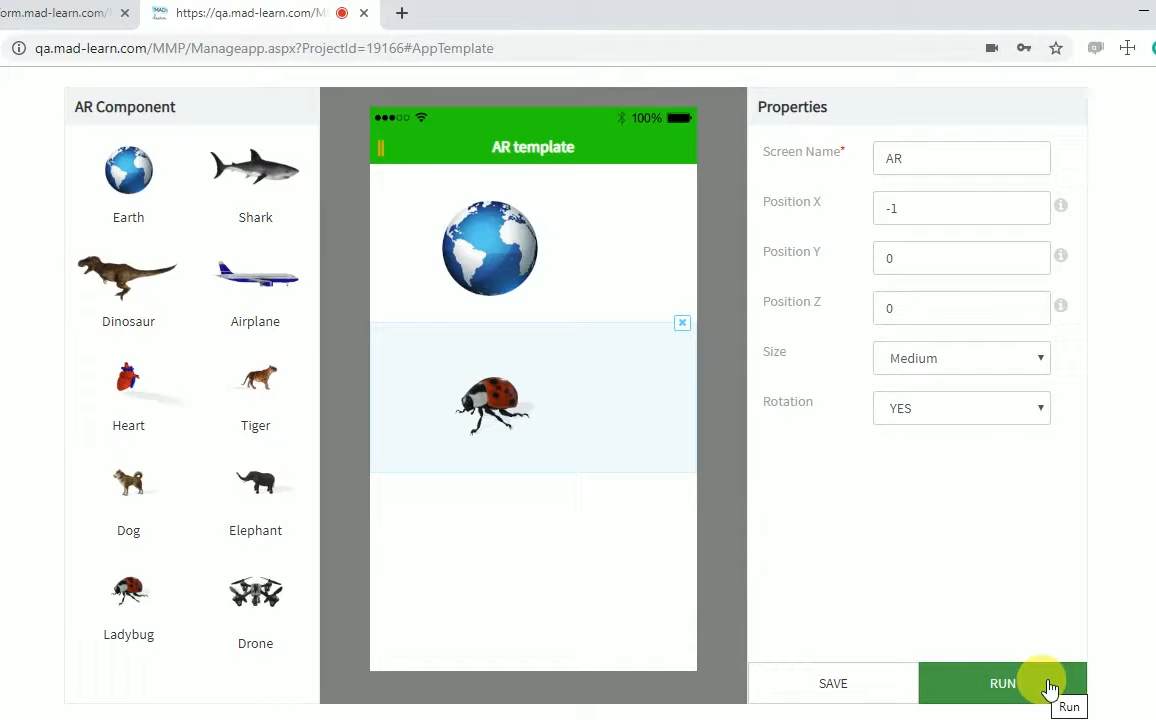 form.mad-learn.com/
https://qa.mad-learn.com/M
qa.mad-learn.com/MMP/Manageapp.aspx?ProjectId=19166#AppTemplate
AR Component
Earth
Shark
Dinosaur
Airplane
Heart
Tiger
Dog
Elephant
Ladybug
Drone
100%
AR template
Properties
Screen Name*
AR
Position X
-1
Position Y
0
Position Z
0
Size
Medium
Rotation
YES
SAVE
RUN
Run